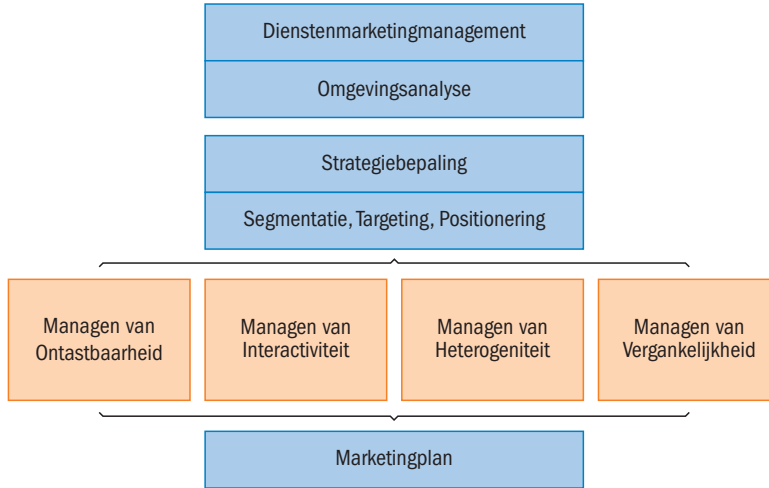 Dienstenmarketingmanagement
Omgevingsanalyse
Strategiebepaling
Segmentatie, Targeting, Positionering
Managen van
Ontastbaarheid
Managen van
Interactiviteit
Managen van
Heterogeniteit
Managen van
Vergankelijkheid
Marketingplan